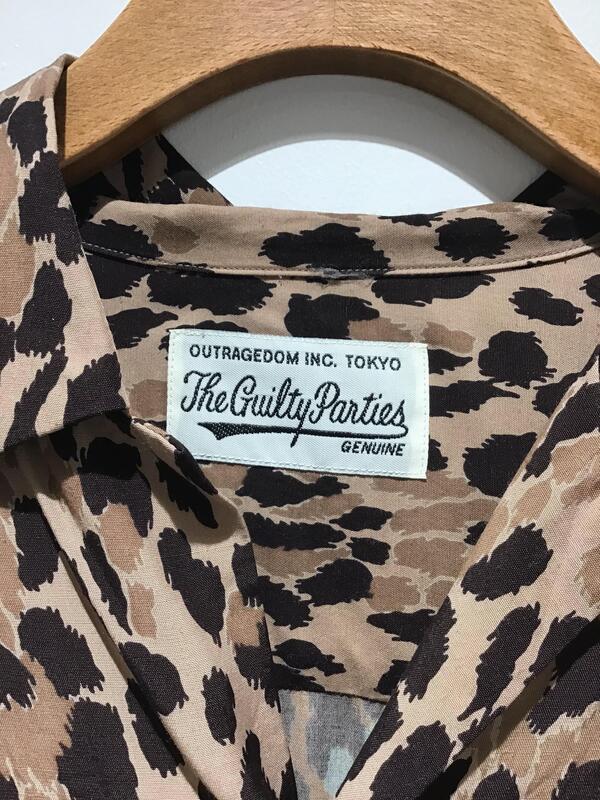 OUTRAGEDOM INC. TOKYO
The Guilty Parties
GENUINE